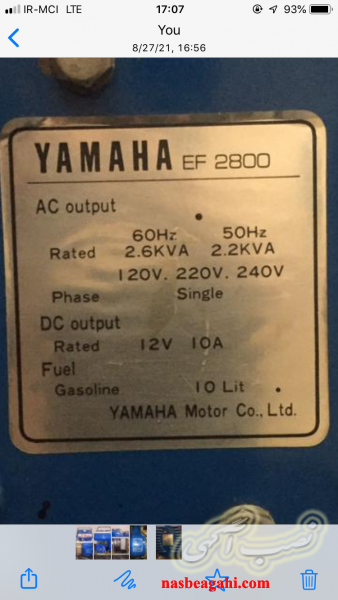 IR-MCI LTE 17:07 93%
You
8/27/21, 16:56
YAMAHA EF 2800
AC output
60Hz 50Hz
Rated 2.6KVA 2.2KVA
120V. 220V. 240V
Phase Single
DC output
Rated 12V 10A
Fuel
Gasoline 10 Lit
YAMAHA Motor Co., Ltd.
نصب آگهی
nasbeagahi.com